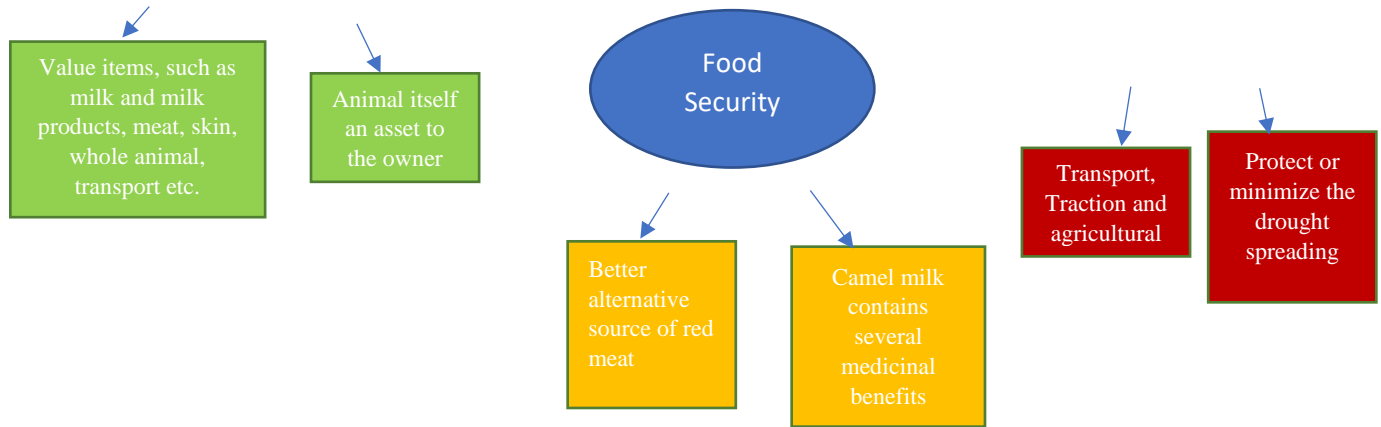 Value items, such as
milk and milk
products, meat, skin,
whole animal,
transport etc.
Animal itself
an asset to
the owner
Food
Security
Better
alternative
source of red
meat
Camel milk
contains
several
medicinal
benefits
Transport,
Traction and
agricultural
Protect or
minimize the
drought
spreading